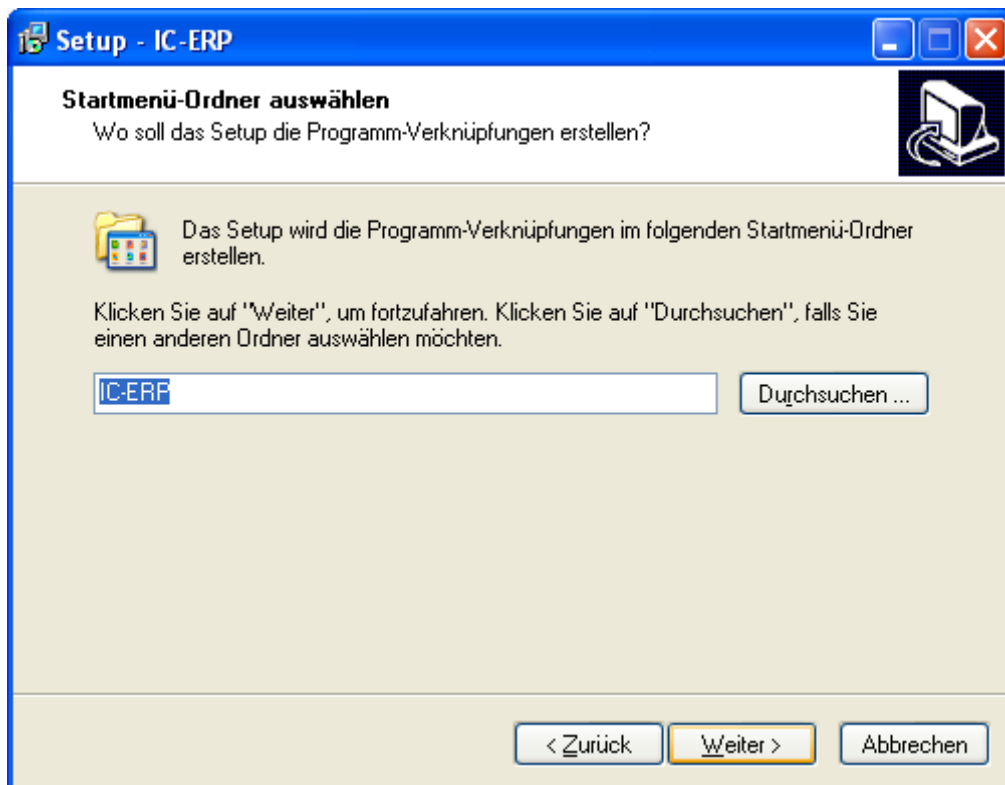 Setup - IC-ERP
Startmenü-Ordner auswählen
Wo soll das Setup die Programm-Verknüpfungen erstellen?
Das Setup wird die Programm-Verknüpfungen im folgenden Startmenü-Ordner
erstellen.
Klicken Sie auf "Weiter", um fortzufahren. Klicken Sie auf "Durchsuchen", falls Sie
einen anderen Ordner auswählen möchten.
IC-ERP
Durchsuchen ...
< Zurück
Weiter >
Abbrechen